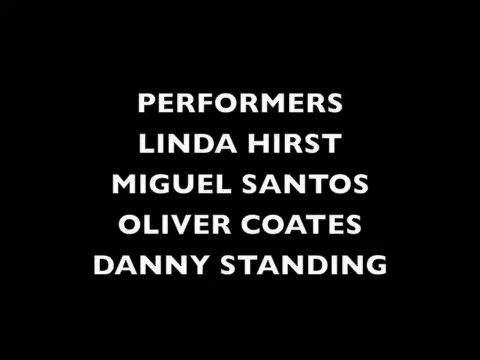 PERFORMERS
LINDA HIRST
MIGUEL SANTOS
OLIVER COATES
DANNY STANDING